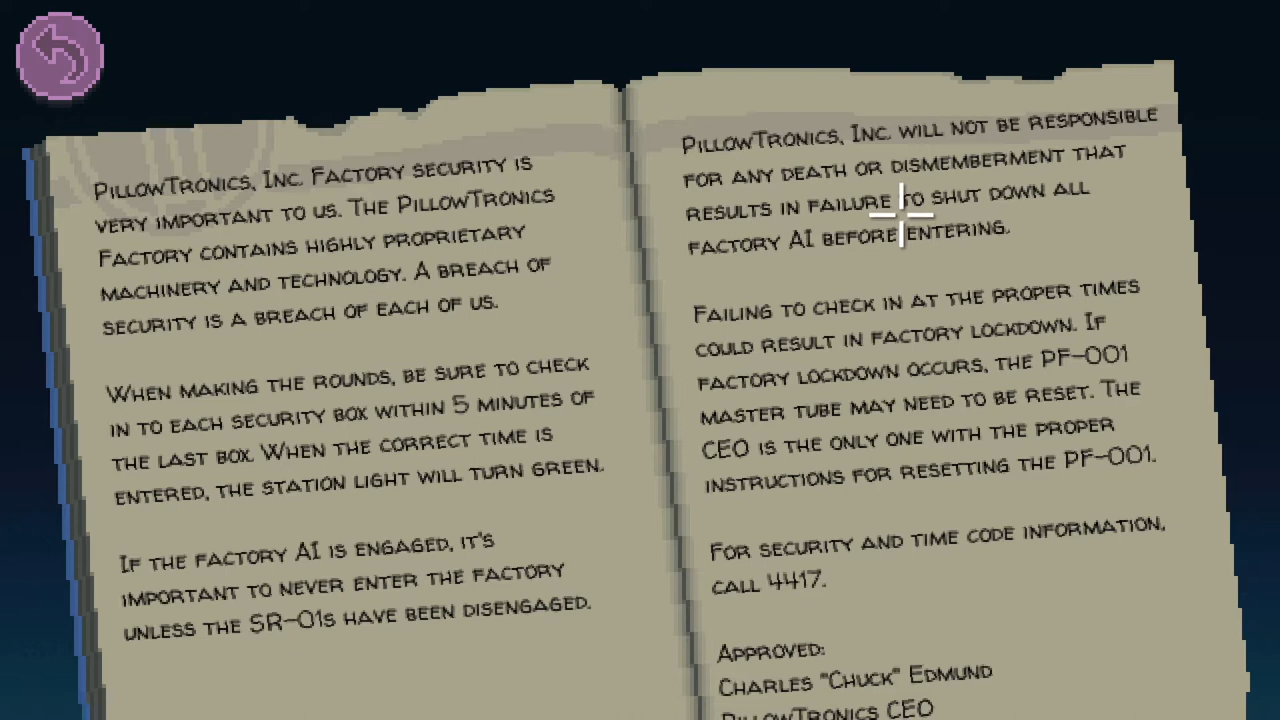 PillowTronics, Inc. Factory security is
very important to us. The PillowTronics
Factory contains highly proprietary
machinery and technology. A breach of
security is a breach of each of us.
When making the rounds, be sure to check
in to each security box within 5 minutes of
the last box. When the correct time is
entered, the station light will turn green.
If the factory AI is engaged, it's
important to never enter the factory
unless the SR-01s have been disengaged.
PillowTronics, Inc. will not be responsible
for any death or dismemberment that
results in failure to shut down all
factory AI before entering.
Failing to check in at the proper times
could result in factory lockdown. If
factory lockdown occurs, the PF-001
master tube may need to be reset. The
CEO is the only one with the proper
instructions for resetting the PF-001.
For security and time code information,
call 4417.
Approved:
Charles "Chuck" Edmund
PillowTronics CEO